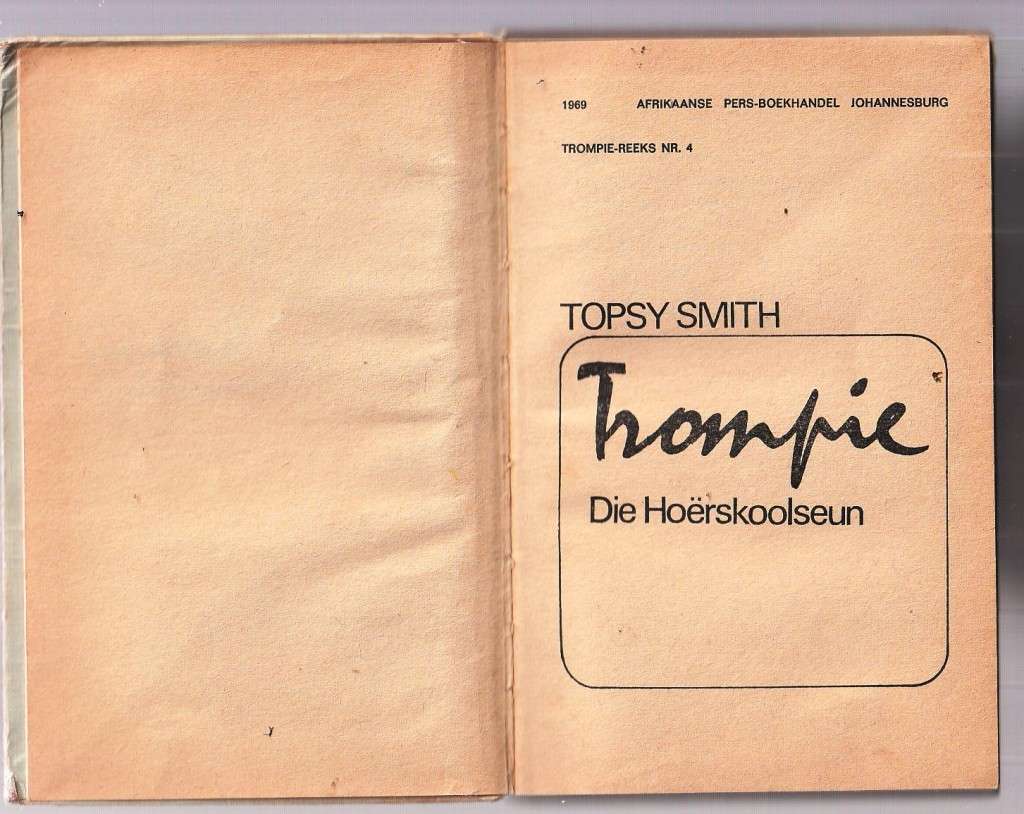 1969 AFRIKAANSE PERS-BOEKHANDEL JOHANNESBURG
TROMPIE-REEKS NR. 4
TOPSY SMITH
Trompie
Die Hoërskoolseun